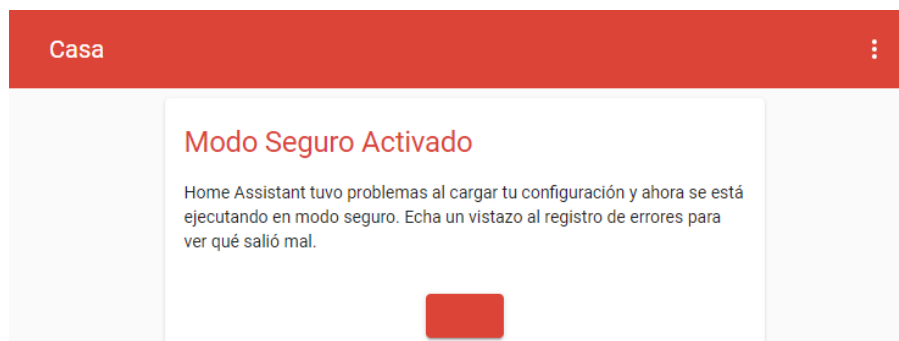 Casa
Modo Seguro Activado
Home Assistant tuvo problemas al cargar tu configuración y ahora se está
ejecutando en modo seguro. Echa un vistazo al registro de errores para
ver qué salió mal.